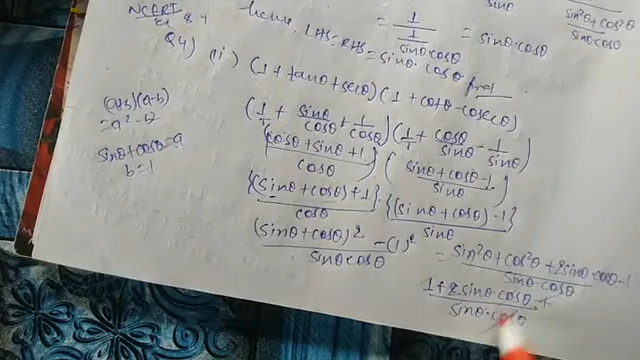 sinθ
NCERT
Ex 8.4
Hence, LHS=RHS = sinθ.cosθ proof
= 1 / (1/sinθ.cosθ) = sinθ.cosθ
sin²θ+cos²θ / sinθcosθ
Q4) (ii) (1+tanθ+secθ)(1+cotθ-cosecθ)
(a+b)(a-b)
=a²-b²
sinθ+cosθ=a
b=1
(1/1 + sinθ/cosθ + 1/cosθ)(1/1 + cosθ/sinθ - 1/sinθ)
(cosθ+sinθ+1 / cosθ) (sinθ+cosθ-1 / sinθ)
{(sinθ+cosθ)+1} / cosθ . {(sinθ+cosθ)-1} / sinθ
(sinθ+cosθ)²-(1)² / sinθcosθ
= sin²θ+cos²θ+2sinθ.cosθ-1 / sinθ.cosθ
1+2sinθ.cosθ-1 / sinθ.cosθ